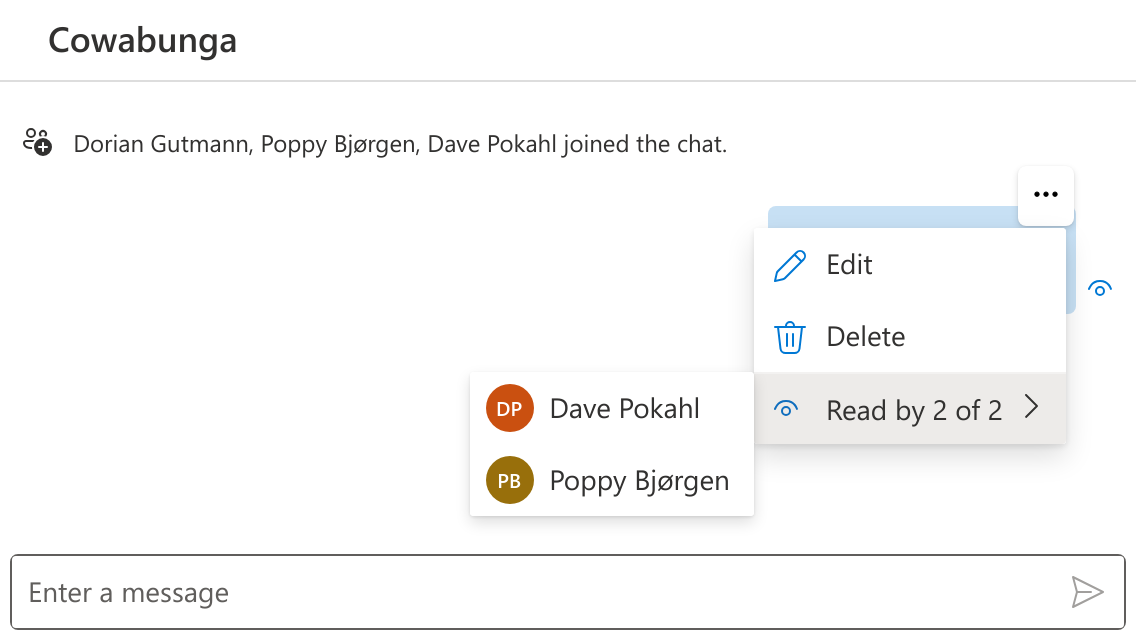 Cowabunga
Dorian Gutmann, Poppy Bjørgen, Dave Pokahl joined the chat.
Edit
Delete
Read by 2 of 2
DP Dave Pokahl
PB Poppy Bjørgen
Enter a message